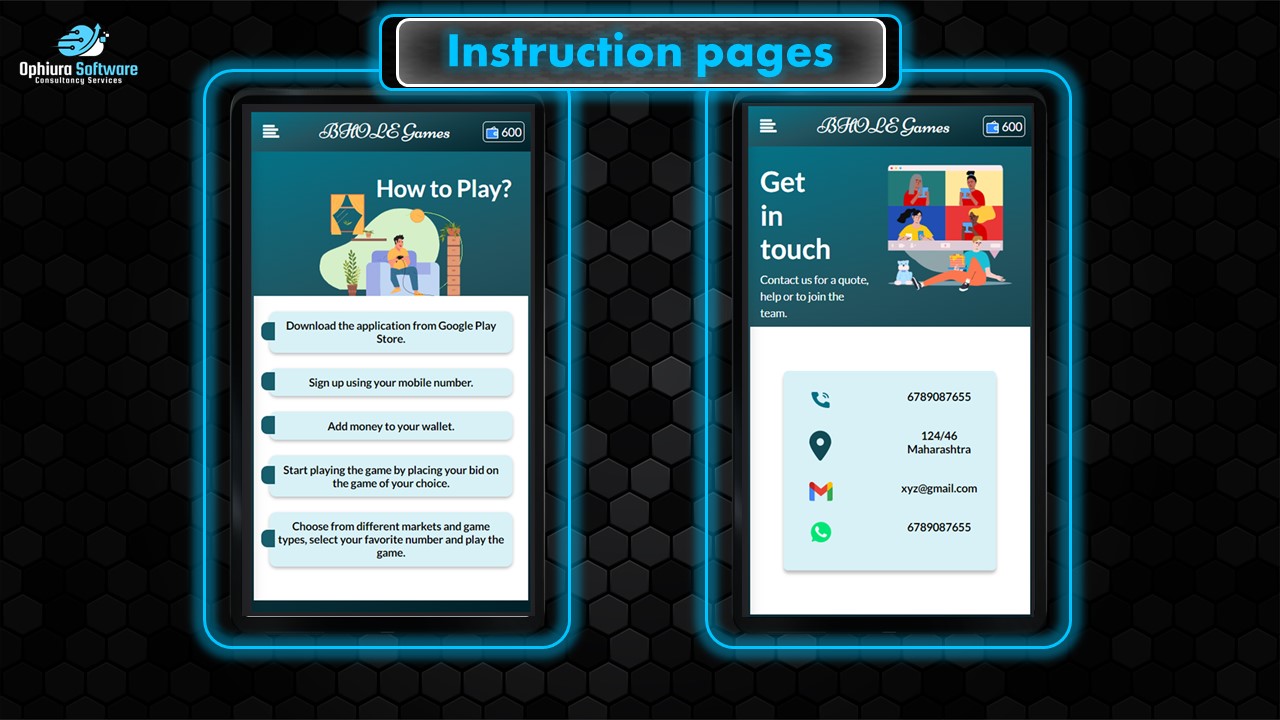 Instruction pages
Ophiura Software
Consultancy Services
BHOLE Games
600
How to Play?
Download the application from Google Play
Store.
Sign up using your mobile number.
Add money to your wallet.
Start playing the game by placing your bid on
the game of your choice.
Choose from different markets and game
types, select your favorite number and play the
game.
BHOLE Games
600
Get
in
touch
Contact us for a quote,
help or to join the
team.
6789087655
124/46
Maharashtra
xyz@gmail.com
6789087655